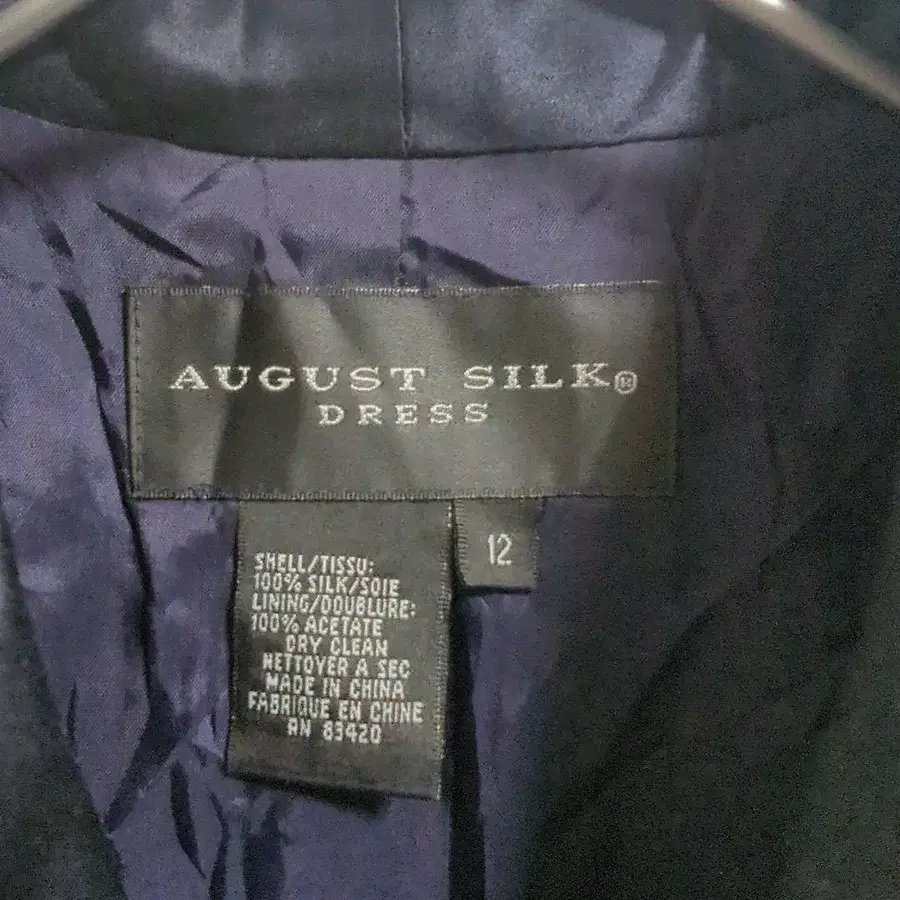 AUGUST SILK®
DRESS
12
SHELL/TISSU:
100% SILK/SOIE
LINING/DOUBLURE:
100% ACETATE
DRY CLEAN
NETTOYER A SEC
MADE IN CHINA
FABRIQUE EN CHINE
RN 83420